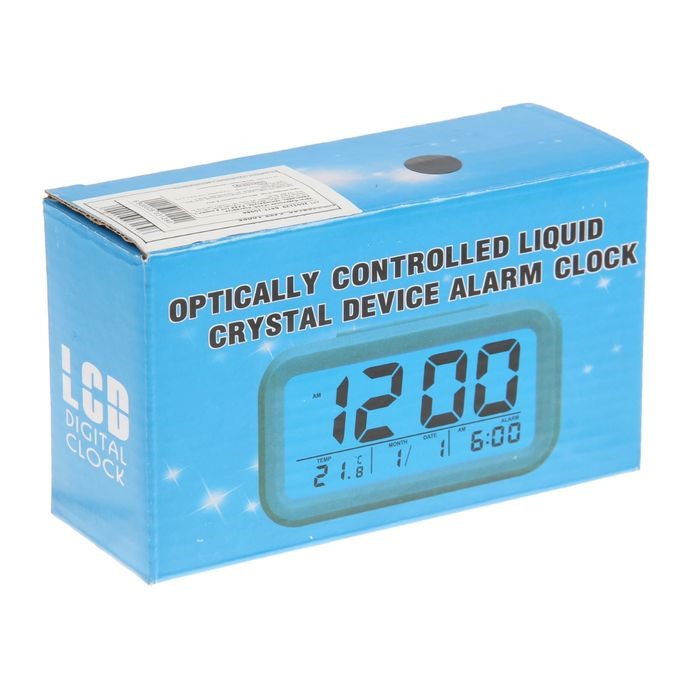 OPTICALLY CONTROLLED LIQUID
CRYSTAL DEVICE ALARM CLOCK
LCD
DIGITAL
CLOCK
AM
12:00
TEMP
MONTH
DATE
AM
ALARM
21.8 °C
1/ 1
6:00